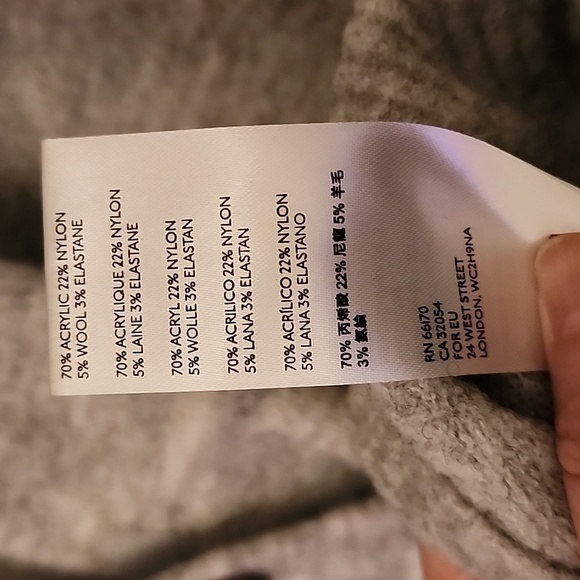 70% ACRYLIC 22% NYLON
5% WOOL 3% ELASTANE
70% ACRYLIQUE 22% NYLON
5% LAINE 3% ELASTANE
70% ACRYL 22% NYLON
5% WOLLE 3% ELASTAN
70% ACRILICO 22% NYLON
5% LANA 3% ELASTAN
70% ACRÍLICO 22% NYLON
5% LANA 3% ELASTANO
70% 丙烯酸 22% 尼龍 5% 羊毛
3% 氨綸
RN 66170
CA 32054
FOR EU
24 WEST STREET
LONDON, WC2H9NA